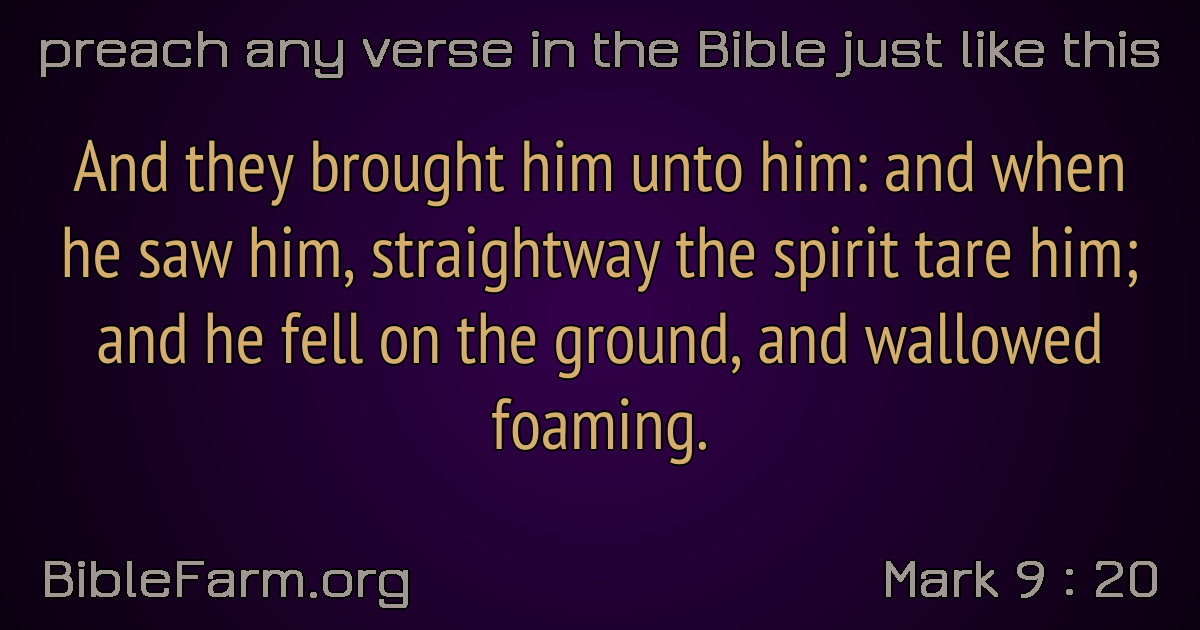 preach any verse in the Bible just like this
And they brought him unto him: and when
he saw him, straightway the spirit tare him;
and he fell on the ground, and wallowed
foaming.
BibleFarm.org
Mark 9 : 20